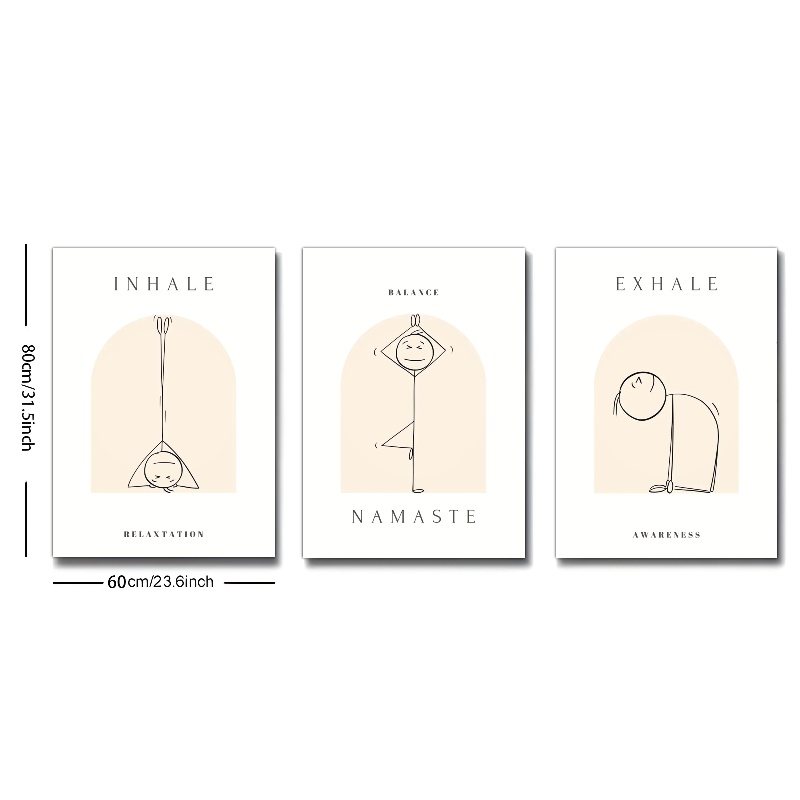 INHALE
RELAXTATION
BALANCE
NAMASTE
EXHALE
AWARENESS
80cm/31.5inch
60cm/23.6inch